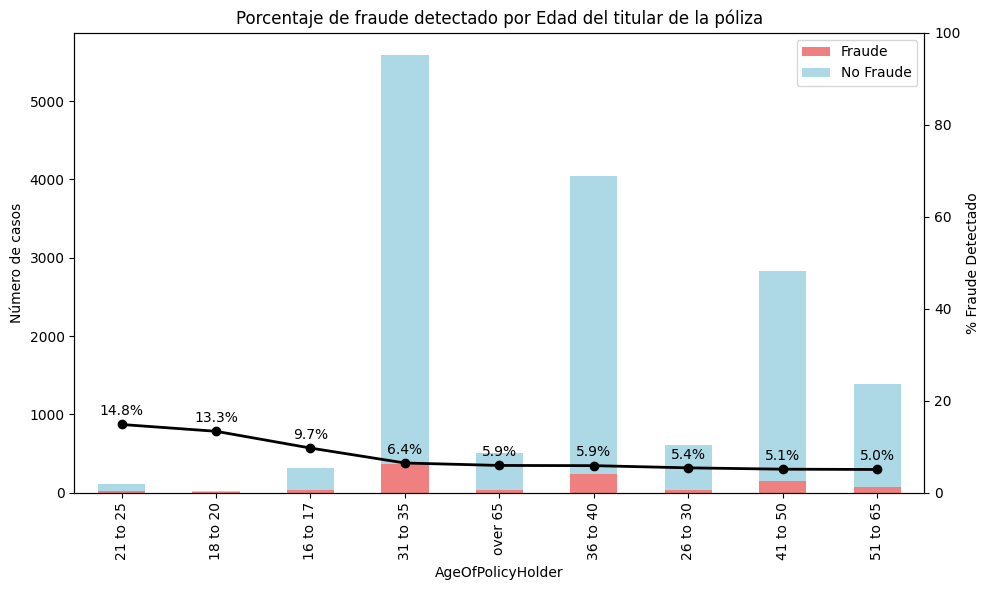 Porcentaje de fraude detectado por Edad del titular de la póliza
Fraude
No Fraude
Número de casos
5000
4000
3000
2000
1000
0
100
80
60
40
20
0
% Fraude Detectado
14.8%
13.3%
9.7%
6.4%
5.9%
5.9%
5.4%
5.1%
5.0%
21 to 25
18 to 20
16 to 17
31 to 35
over 65
36 to 40
26 to 30
41 to 50
51 to 65
AgeOfPolicyHolder